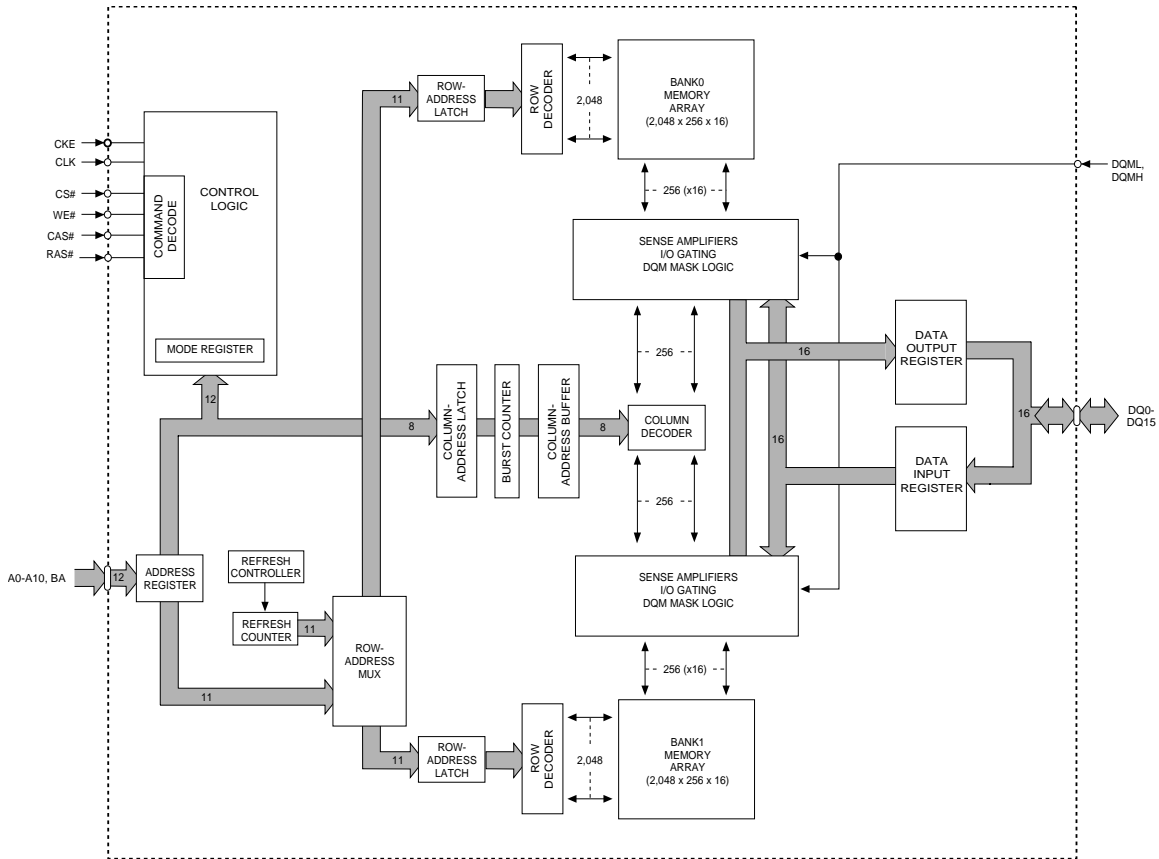 ROW-
ADDRESS
LATCH
11
ROW
DECODER
2,048
BANK0
MEMORY
ARRAY
(2,048 x 256 x 16)
CKE
CLK
CS#
WE#
CAS#
RAS#
COMMAND
DECODE
CONTROL
LOGIC
MODE REGISTER
12
256 (x16)
DQML,
DQMH
SENSE AMPLIFIERS
I/O GATING
DQM MASK LOGIC
256
16
DATA
OUTPUT
REGISTER
8
COLUMN-
ADDRESS LATCH
BURST COUNTER
COLUMN-
ADDRESS BUFFER
8
COLUMN
DECODER
16
16
DQ0-
DQ15
DATA
INPUT
REGISTER
256
A0-A10, BA
12
ADDRESS
REGISTER
REFRESH
CONTROLLER
REFRESH
COUNTER
11
ROW-
ADDRESS
MUX
11
SENSE AMPLIFIERS
I/O GATING
DQM MASK LOGIC
256 (x16)
11
ROW-
ADDRESS
LATCH
ROW
DECODER
2,048
BANK1
MEMORY
ARRAY
(2,048 x 256 x 16)